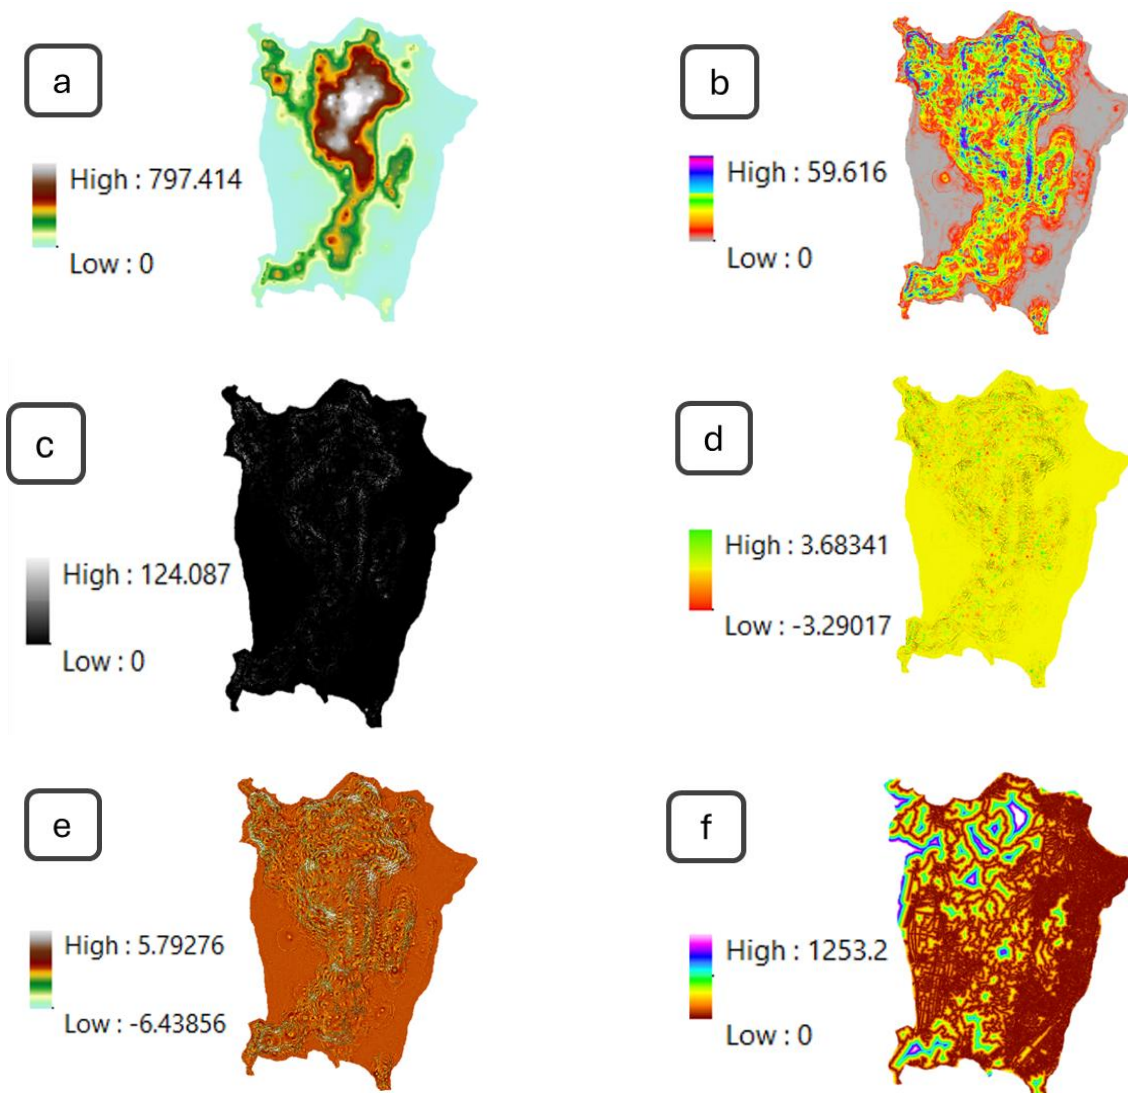 a
High : 797.414
Low : 0
b
High : 59.616
Low : 0
c
High : 124.087
Low : 0
d
High : 3.68341
Low : -3.29017
e
High : 5.79276
Low : -6.43856
f
High : 1253.2
Low : 0